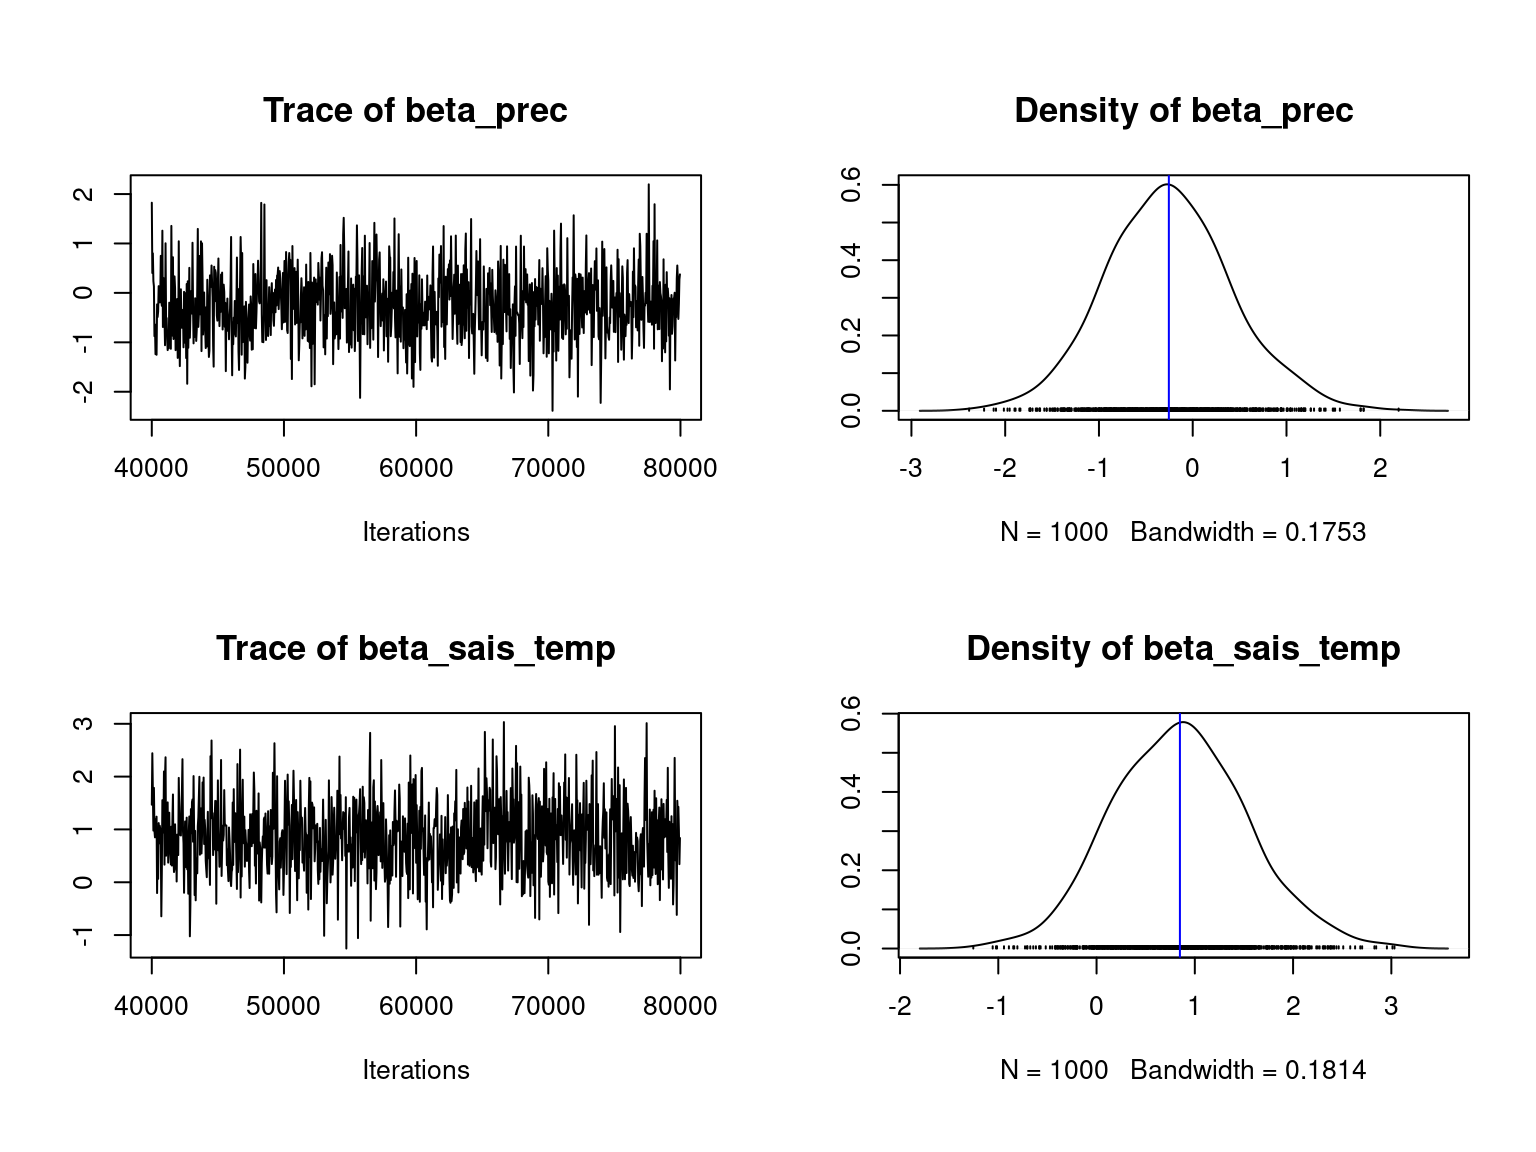 Trace of beta_prec
2
1
0
-1
-2
40000 50000 60000 70000 80000
Iterations
Density of beta_prec
0.6
0.4
0.2
0.0
-3 -2 -1 0 1 2
N = 1000 Bandwidth = 0.1753
Trace of beta_sais_temp
3
2
1
0
-1
40000 50000 60000 70000 80000
Iterations
Density of beta_sais_temp
0.6
0.4
0.2
0.0
-2 -1 0 1 2 3
N = 1000 Bandwidth = 0.1814